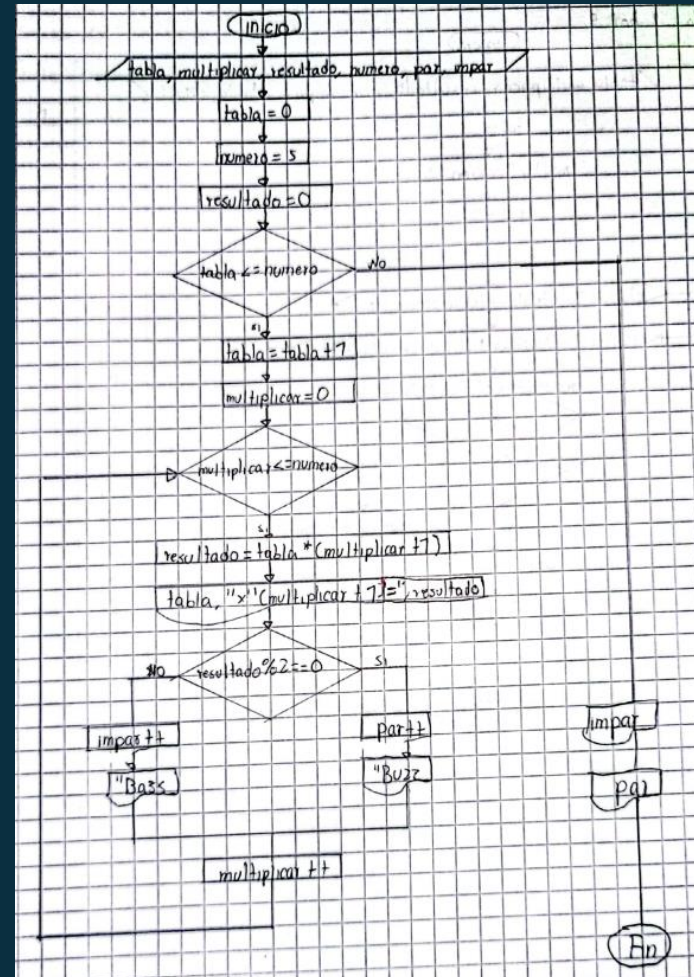 inicio
tabla, multiplicar, resultado, numero, par, impar
tabla = 0
numero = 5
resultado = 0
tabla <= numero
No
si
tabla = tabla + 1
multiplicar = 0
multiplicar <= numero
si
resultado = tabla * (multiplicar + 1)
tabla, "x" (multiplicar + 1) = ", resultado
resultado % 2 == 0
NO
si
impar ++
par ++
"Bass
"Buzz
impar
par
multiplicar ++
Fin